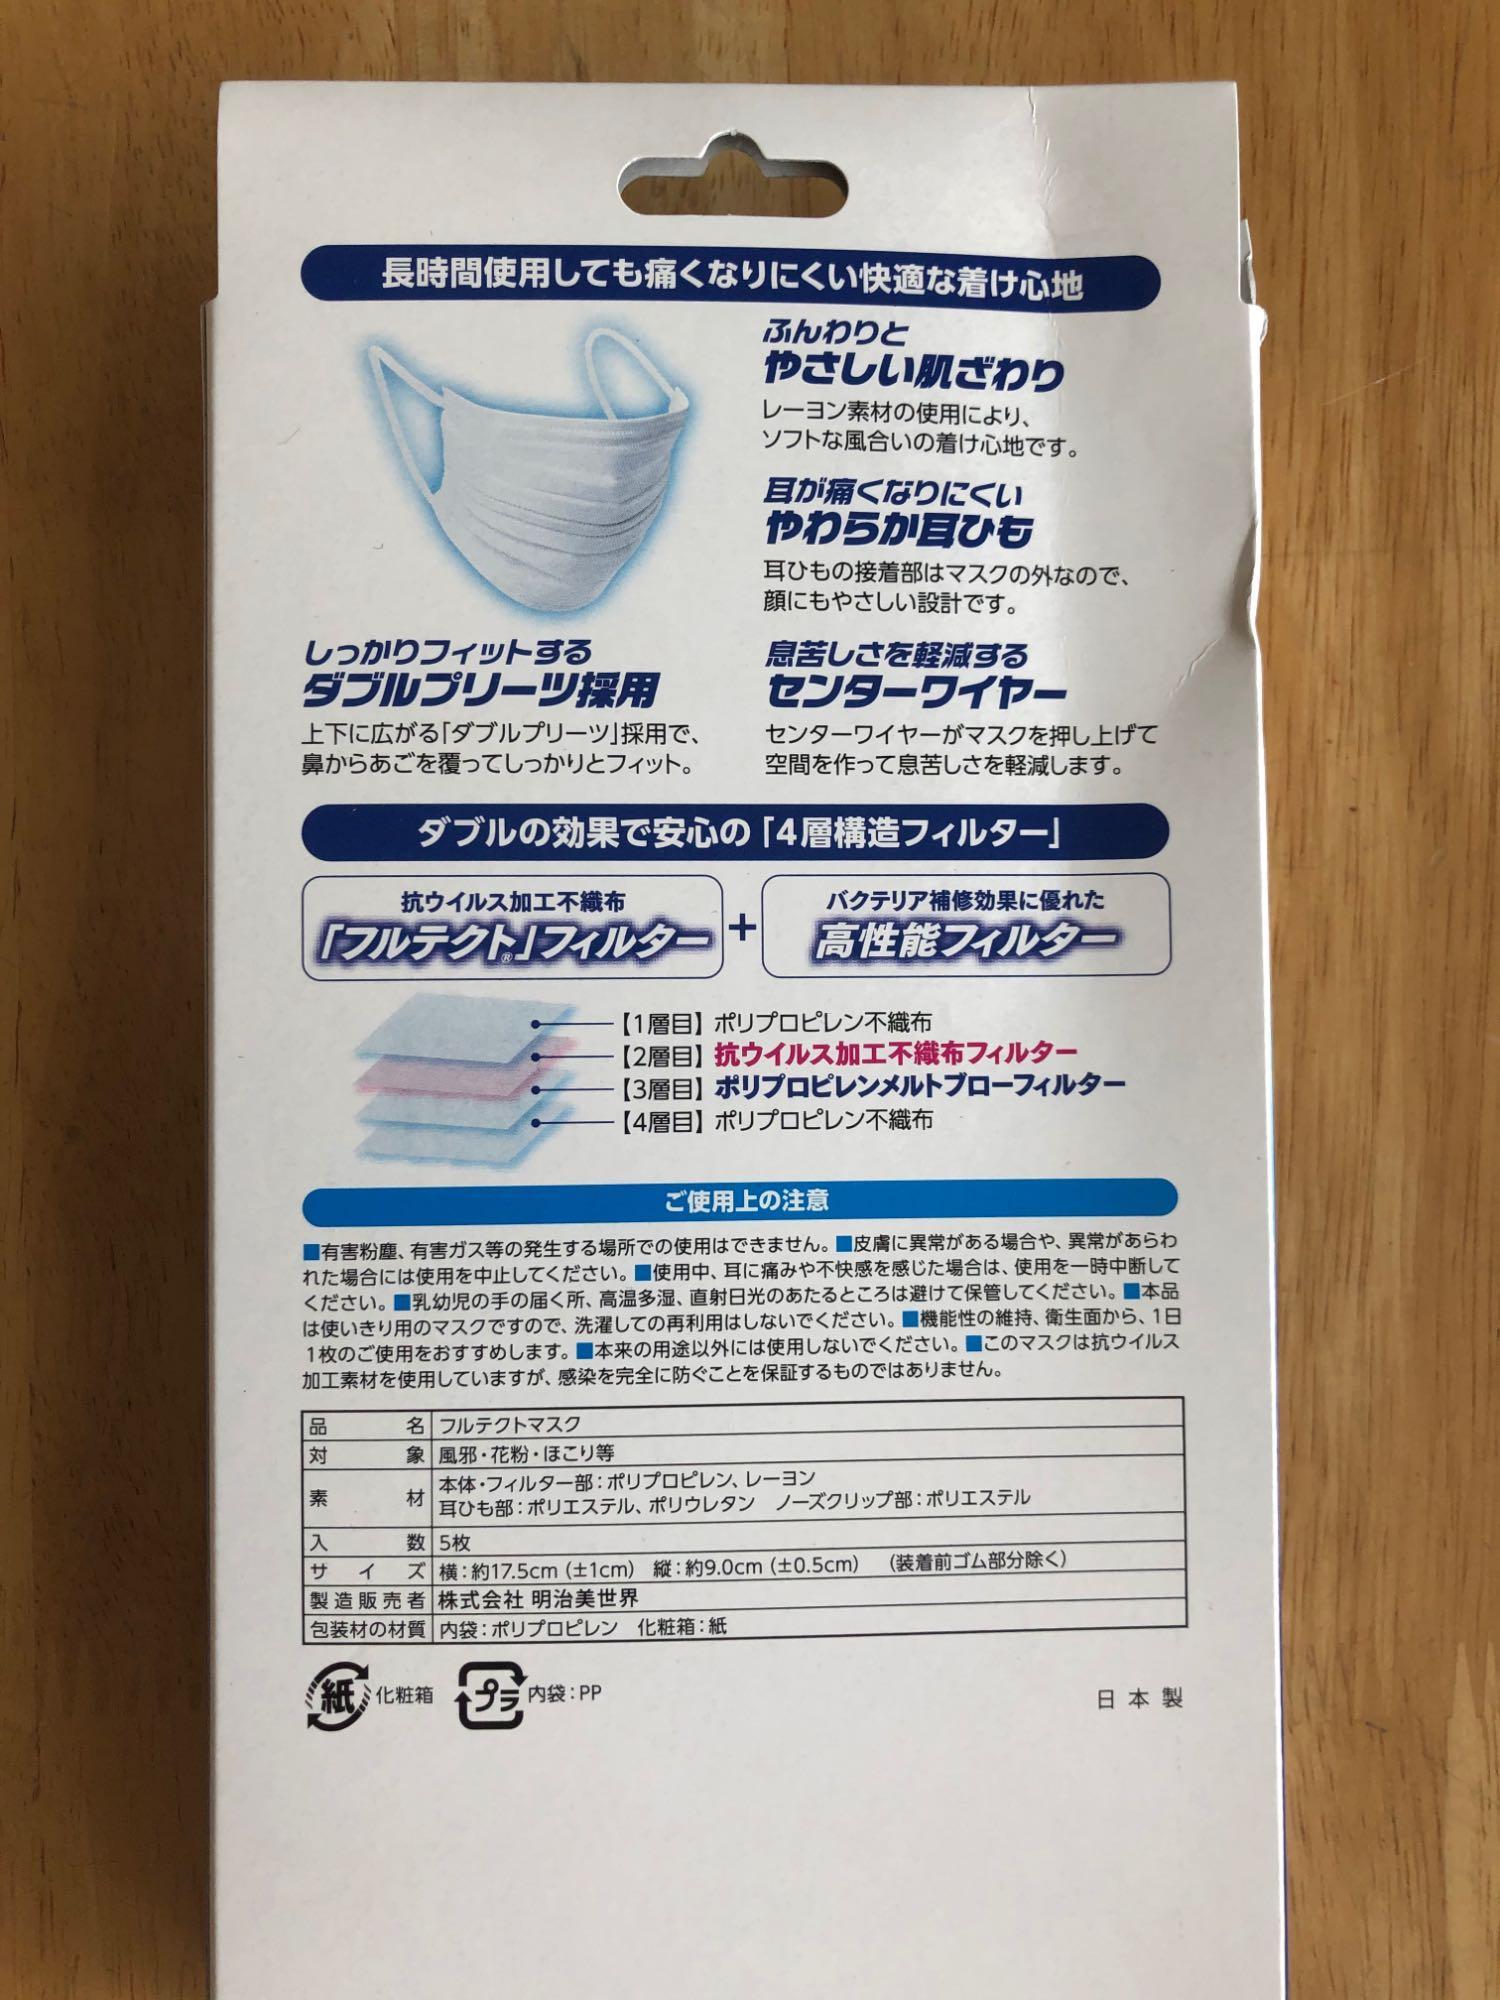 長時間使用しても痛くなりにくい快適な着け心地
ふんわりと
やさしい肌ざわり
レーヨン素材の使用により、
ソフトな風合いの着け心地です。
耳が痛くなりにくい
やわらか耳ひも
耳ひもの接着部はマスクの外なので、
顔にもやさしい設計です。
しっかりフィットする
ダブルプリーツ採用
上下に広がる「ダブルプリーツ」採用で、
鼻からあごを覆ってしっかりとフィット。
息苦しさを軽減する
センターワイヤー
センターワイヤーがマスクを押し上げて
空間を作って息苦しさを軽減します。
ダブルの効果で安心の「4層構造フィルター」
抗ウイルス加工不織布
「フルテクト®」フィルター
+
バクテリア補修効果に優れた
高性能フィルター
【1層目】ポリプロピレン不織布
【2層目】抗ウイルス加工不織布フィルター
【3層目】ポリプロピレンメルトブローフィルター
【4層目】ポリプロピレン不織布
ご使用上の注意
■有害粉塵、有害ガス等の発生する場所での使用はできません。■皮膚に異常がある場合や、異常があらわ
れた場合には使用を中止してください。■使用中、耳に痛みや不快感を感じた場合は、使用を一時中断して
ください。■乳幼児の手の届く所、高温多湿、直射日光のあたるところは避けて保管してください。■本品
は使いきり用のマスクですので、洗濯しての再利用はしないでください。■機能性の維持、衛生面から、1日
1枚のご使用をおすすめします。■本来の用途以外には使用しないでください。■このマスクは抗ウイルス
加工素材を使用していますが、感染を完全に防ぐことを保証するものではありません。
品名 フルテクトマスク
対象 風邪・花粉・ほこり等
素材 本体・フィルター部：ポリプロピレン、レーヨン
耳ひも部：ポリエステル、ポリウレタン ノーズクリップ部：ポリエステル
入数 5枚
サイズ 横：約17.5cm（±1cm） 縦：約9.0cm（±0.5cm） （装着前ゴム部分除く）
製造販売者 株式会社 明治美世界
包装材の材質 内袋：ポリプロピレン 化粧箱：紙
紙 化粧箱 プラ 内袋：PP
日本製